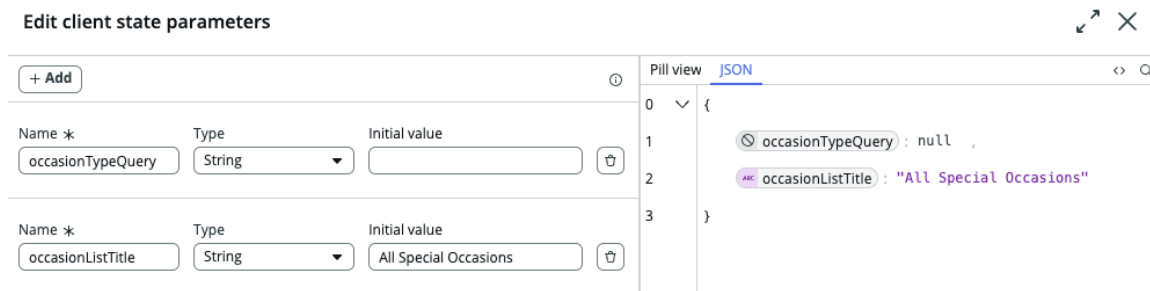 Edit client state parameters
+ Add
Name * Type Initial value
occasionTypeQuery String
Name * Type Initial value
occasionListTitle String All Special Occasions
Pill view JSON <>
0 {
1 occasionTypeQuery : null ,
2 ABC occasionListTitle : "All Special Occasions"
3 }